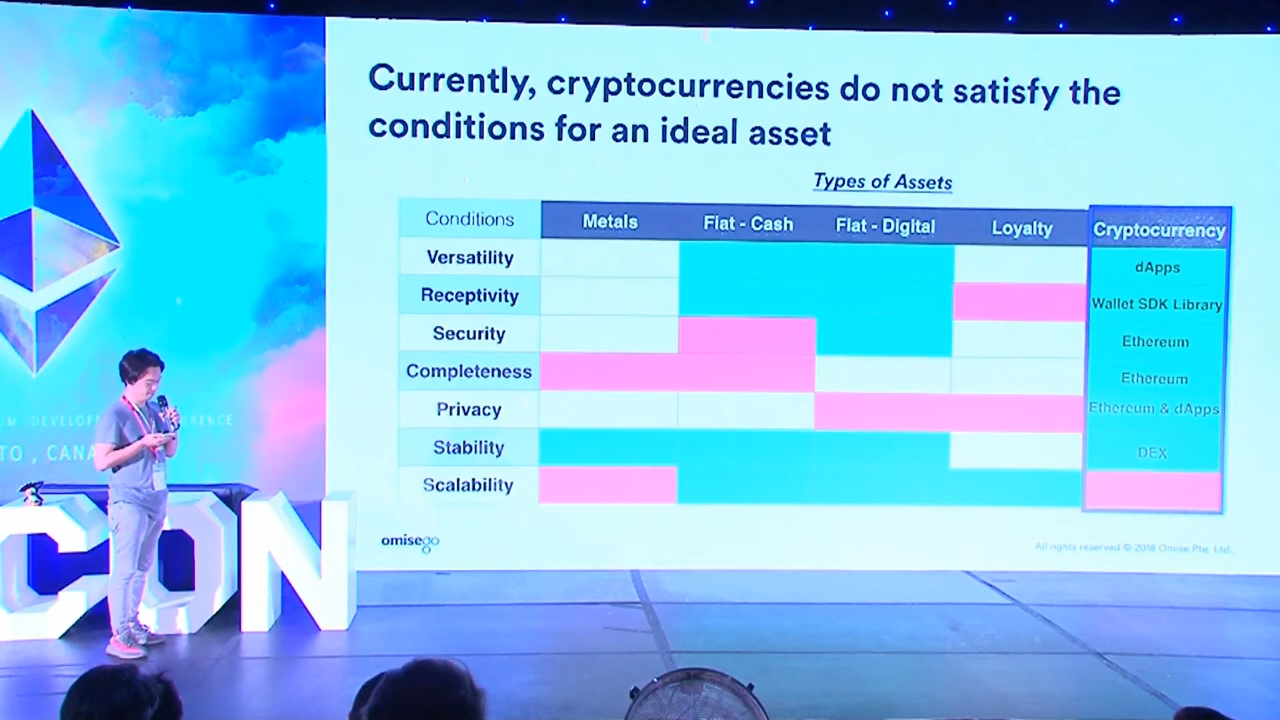 Currently, cryptocurrencies do not satisfy the
conditions for an ideal asset
Types of Assets
Conditions
Metals
Fiat - Cash
Fiat - Digital
Loyalty
Cryptocurrency
Versatility
dApps
Receptivity
Wallet SDK Library
Security
Ethereum
Completeness
Ethereum
Privacy
Ethereum & dApps
Stability
DEX
Scalability
omisego
All rights reserved © 2018 Omise Pte. Ltd.,
TO, CANA
CON